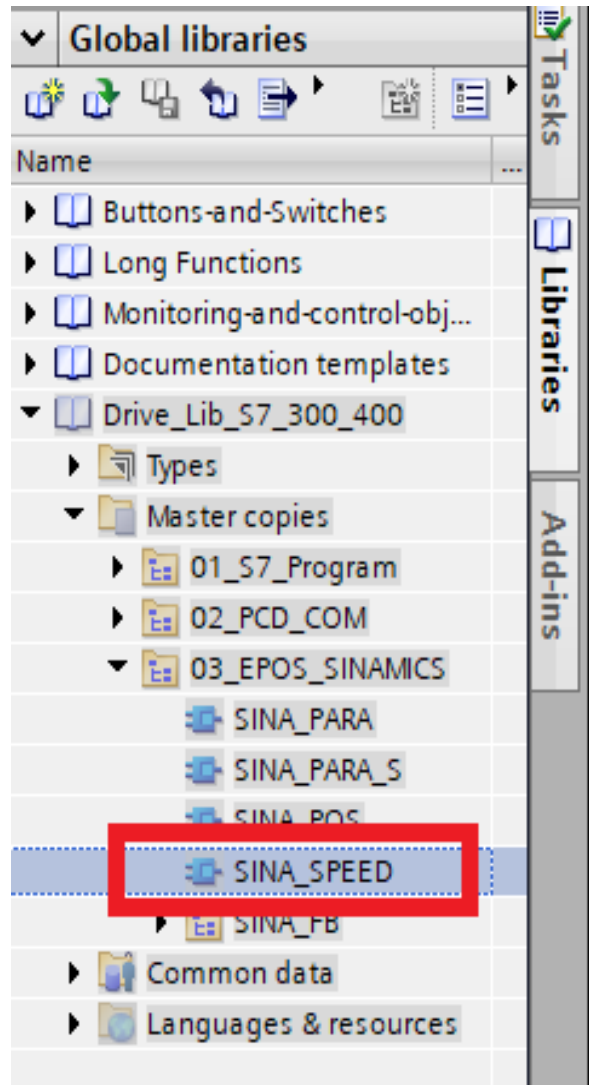 Global libraries
Name ...
Buttons-and-Switches
Long Functions
Monitoring-and-control-obj...
Documentation templates
Drive_Lib_S7_300_400
Types
Master copies
01_S7_Program
02_PCD_COM
03_EPOS_SINAMICS
SINA_PARA
SINA_PARA_S
SINA_POS
SINA_SPEED
SINA_FB
Common data
Languages & resources
Tasks
Libraries
Add-ins